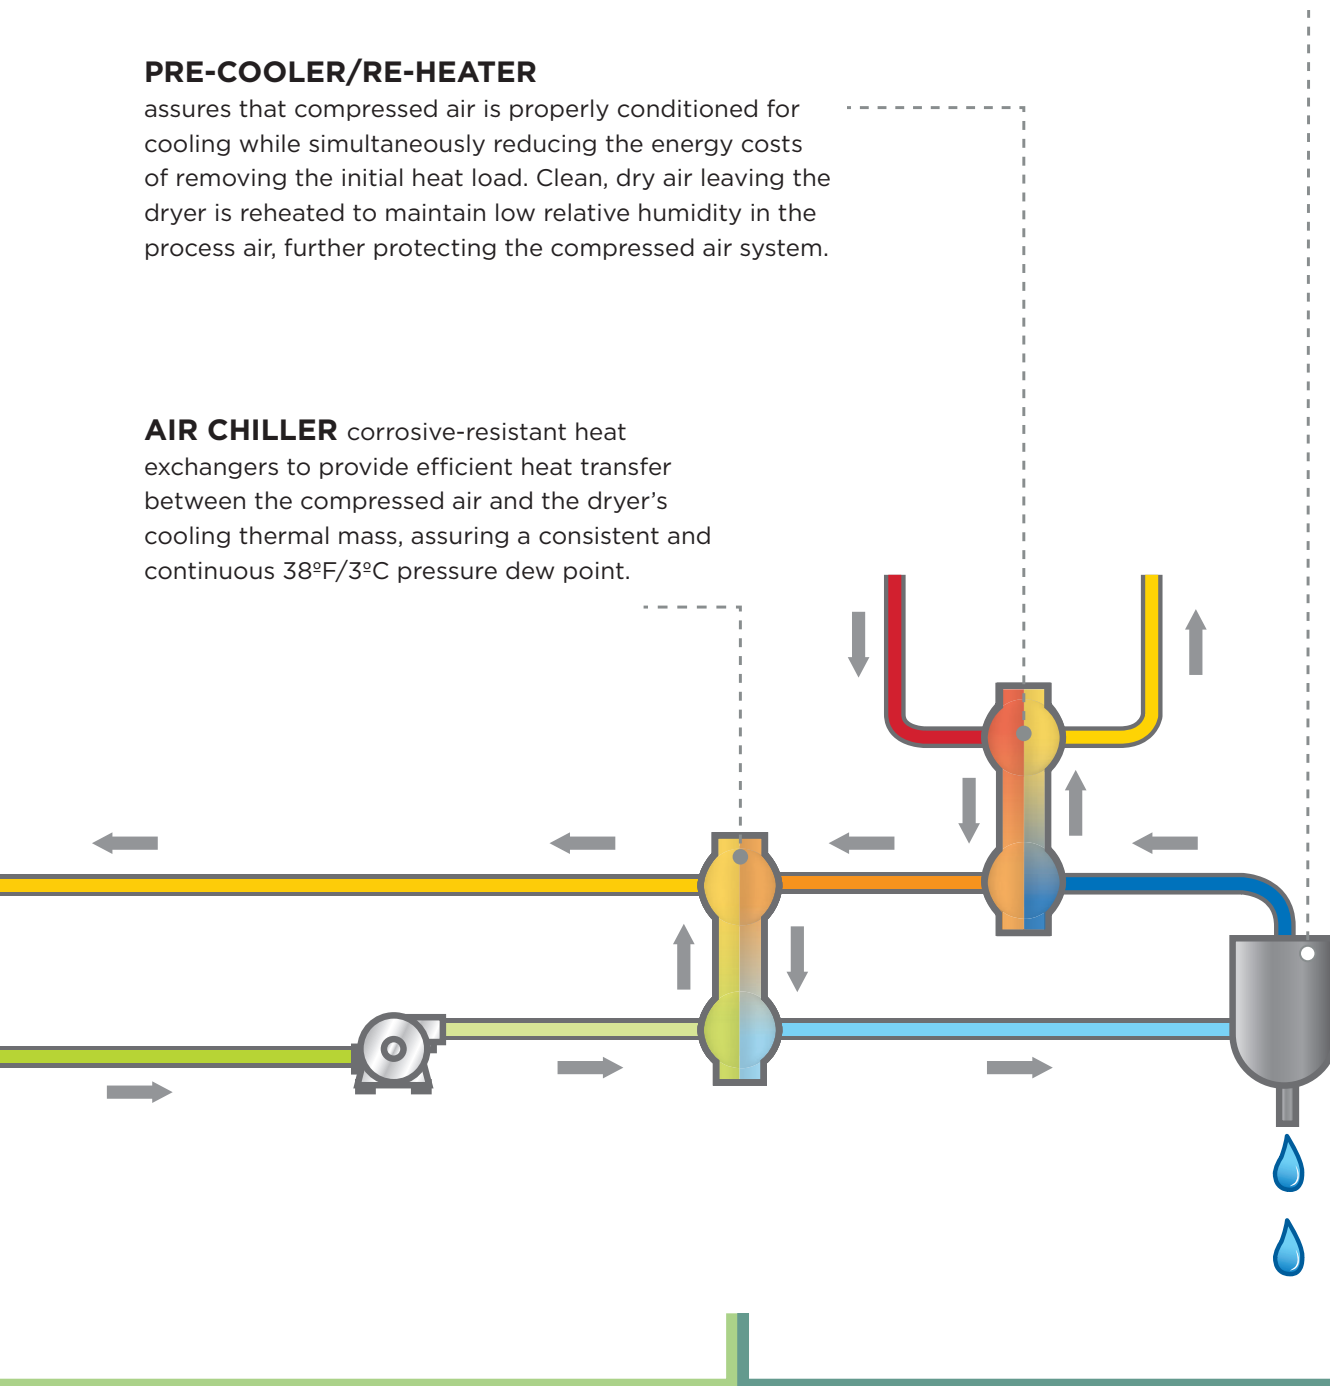 PRE-COOLER/RE-HEATER
assures that compressed air is properly conditioned for
cooling while simultaneously reducing the energy costs
of removing the initial heat load. Clean, dry air leaving the
dryer is reheated to maintain low relative humidity in the
process air, further protecting the compressed air system.
AIR CHILLER corrosive-resistant heat
exchangers to provide efficient heat transfer
between the compressed air and the dryer’s
cooling thermal mass, assuring a consistent and
continuous 38ºF/3ºC pressure dew point.